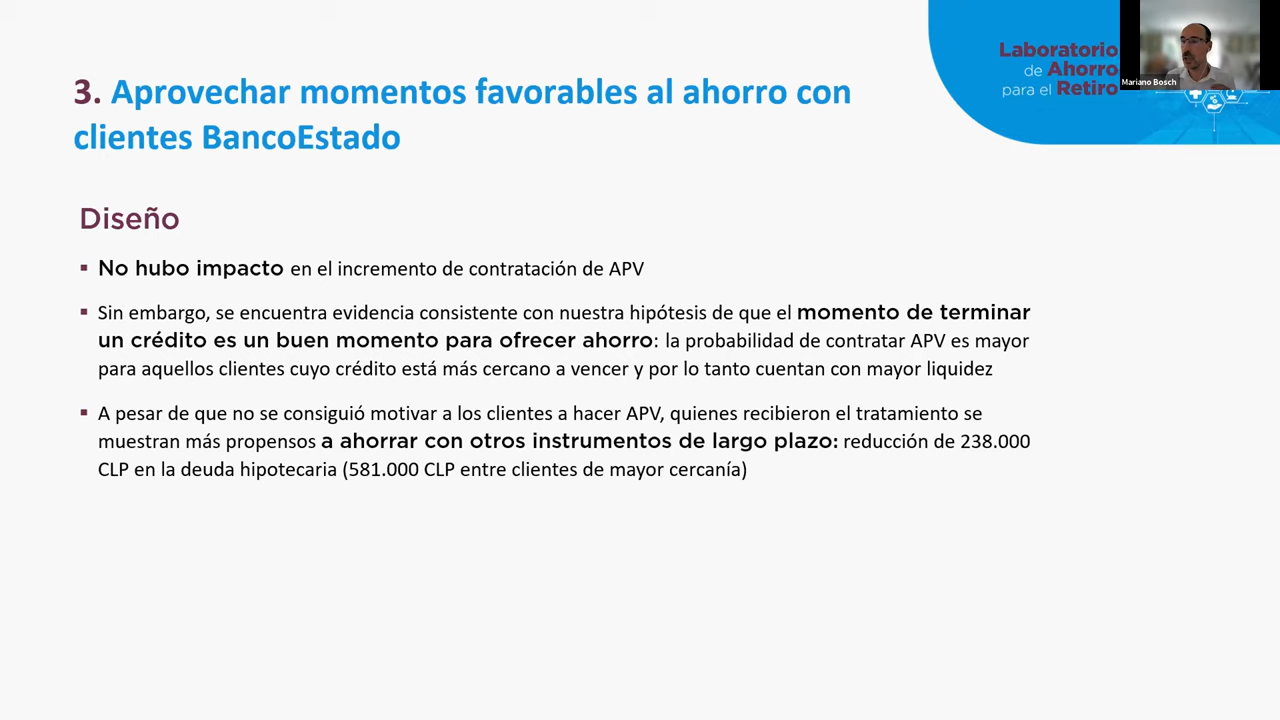 3. Aprovechar momentos favorables al ahorro con
clientes BancoEstado
Laboratorio
de Ahorro
para el Retiro
Mariano Bosch
Diseño
▪ No hubo impacto en el incremento de contratación de APV
▪ Sin embargo, se encuentra evidencia consistente con nuestra hipótesis de que el momento de terminar
un crédito es un buen momento para ofrecer ahorro: la probabilidad de contratar APV es mayor
para aquellos clientes cuyo crédito está más cercano a vencer y por lo tanto cuentan con mayor liquidez
▪ A pesar de que no se consiguió motivar a los clientes a hacer APV, quienes recibieron el tratamiento se
muestran más propensos a ahorrar con otros instrumentos de largo plazo: reducción de 238.000
CLP en la deuda hipotecaria (581.000 CLP entre clientes de mayor cercanía)